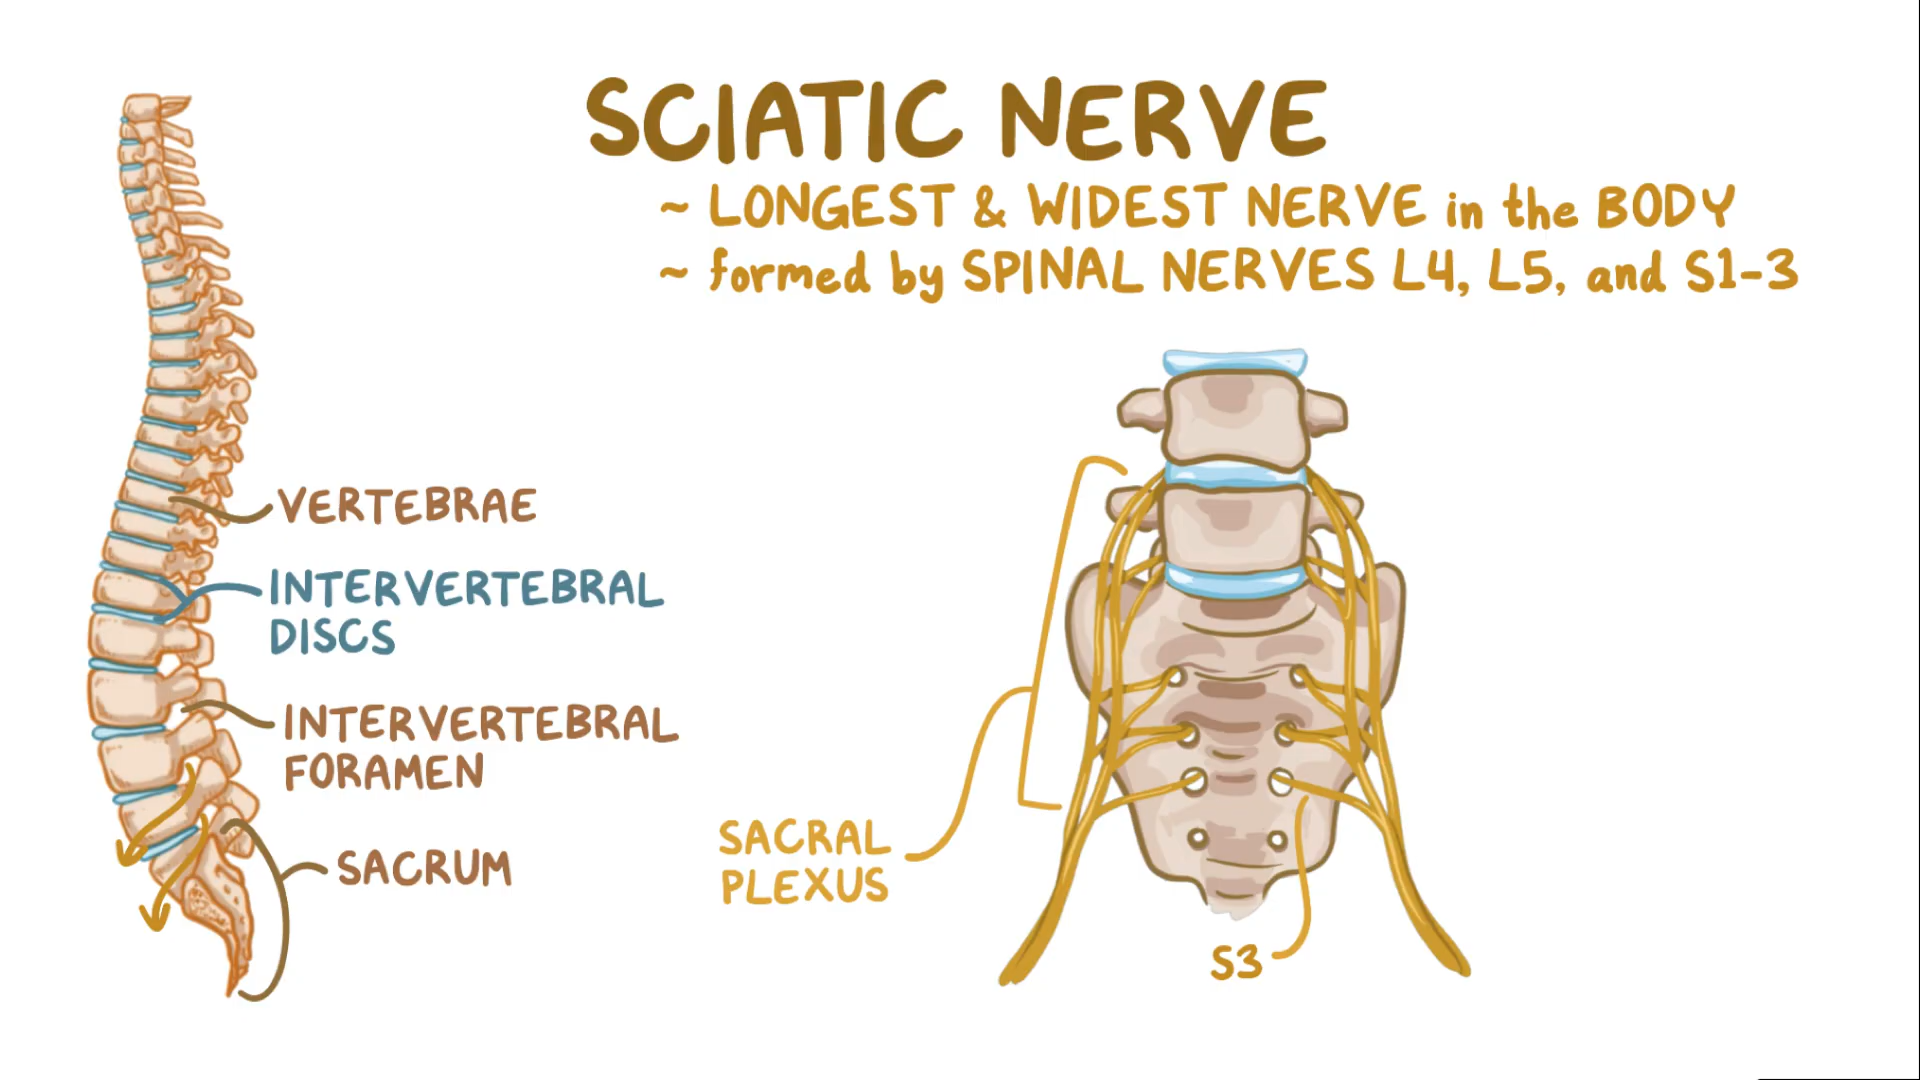 SCIATIC NERVE
~ LONGEST & WIDEST NERVE in the BODY
~ formed by SPINAL NERVES L4, L5, and S1-3
VERTEBRAE
INTERVERTEBRAL
DISCS
INTERVERTEBRAL
FORAMEN
SACRUM
SACRAL
PLEXUS
S3